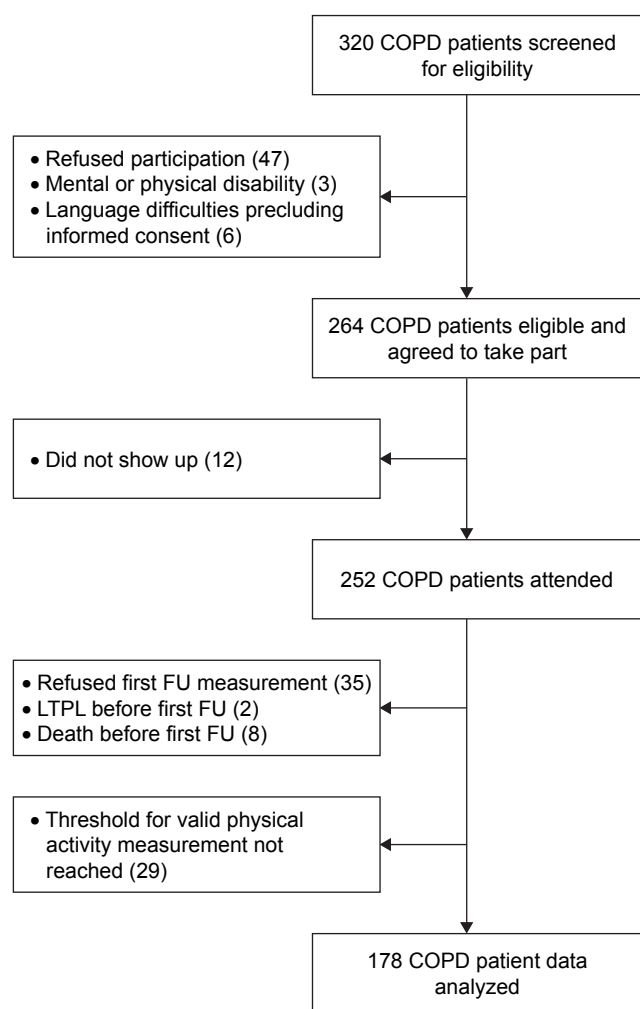 320 COPD patients screened
for eligibility
• Refused participation (47)
• Mental or physical disability (3)
• Language difficulties precluding
informed consent (6)
264 COPD patients eligible and
agreed to take part
• Did not show up (12)
252 COPD patients attended
• Refused first FU measurement (35)
• LTPL before first FU (2)
• Death before first FU (8)
• Threshold for valid physical
activity measurement not
reached (29)
178 COPD patient data
analyzed